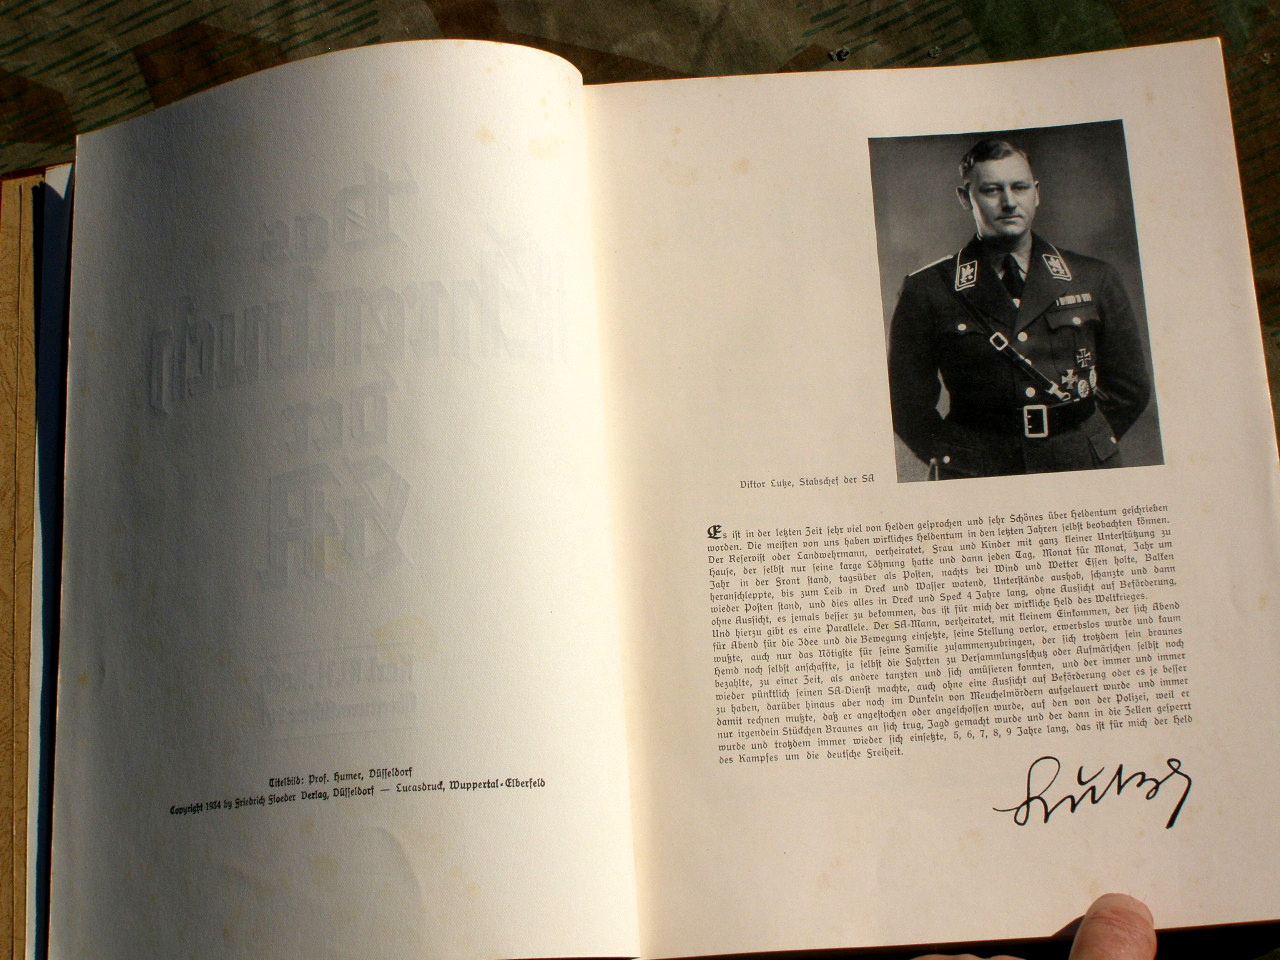 Titelbild: Prof. Humer, Düsseldorf
Copyright 1934 by Friedrich Floeder Verlag, Düsseldorf — Lucasdruck, Wuppertal-Elberfeld
Viktor Lutze, Stabschef der SA
Es ist in der letzten Zeit sehr viel von Helden gesprochen und sehr Schönes über Heldentum geschrieben
worden. Die meisten von uns haben wirkliches Heldentum in den letzten Jahren selbst beobachten können.
Der Reservist oder Landwehrmann, verheiratet, Frau und Kinder mit ganz kleiner Unterstützung zu
Hause, der selbst nur seine karge Löhnung hatte und dann jeden Tag, Monat für Monat, Jahr um
Jahr in der Front stand, tagsüber als Posten, nachts bei Wind und Wetter Essen holte, Balken
heranschleppte, bis zum Leib in Dreck und Wasser watend, Unterstände aushob, schanzte und dann
wieder Posten stand, und dies alles in Dreck und Speck 4 Jahre lang, ohne Aussicht auf Beförderung,
ohne Aussicht, es jemals besser zu bekommen, das ist für mich der wirkliche Held des Weltkrieges.
Und hierzu gibt es eine Parallele. Der SA-Mann, verheiratet, mit kleinem Einkommen, der sich Abend
für Abend für die Idee und die Bewegung einsetzte, seine Stellung verlor, erwerbslos wurde und kaum
wußte, auch nur das Nötigste für seine Familie zusammenzubringen, der sich trotzdem sein braunes
Hemd noch selbst anschaffte, ja selbst die Fahrten zu Versammlungsschutz oder Aufmärschen selbst noch
bezahlte, zu einer Zeit, als andere tanzten und sich amüsieren konnten, und der immer und immer
wieder pünktlich seinen SA-Dienst machte, auch ohne eine Aussicht auf Beförderung oder es je besser
zu haben, darüber hinaus aber noch im Dunkeln von Meuchelmördern aufgelauert wurde und immer
damit rechnen mußte, daß er angestochen oder angeschossen wurde, auf den von der Polizei, weil er
nur irgendein Stückchen Braunes an sich trug, Jagd gemacht wurde und der dann in die Zellen gesperrt
wurde und trotzdem immer wieder sich einsetzte, 5, 6, 7, 8, 9 Jahre lang, das ist für mich der Held
des Kampfes um die deutsche Freiheit.
Lutze